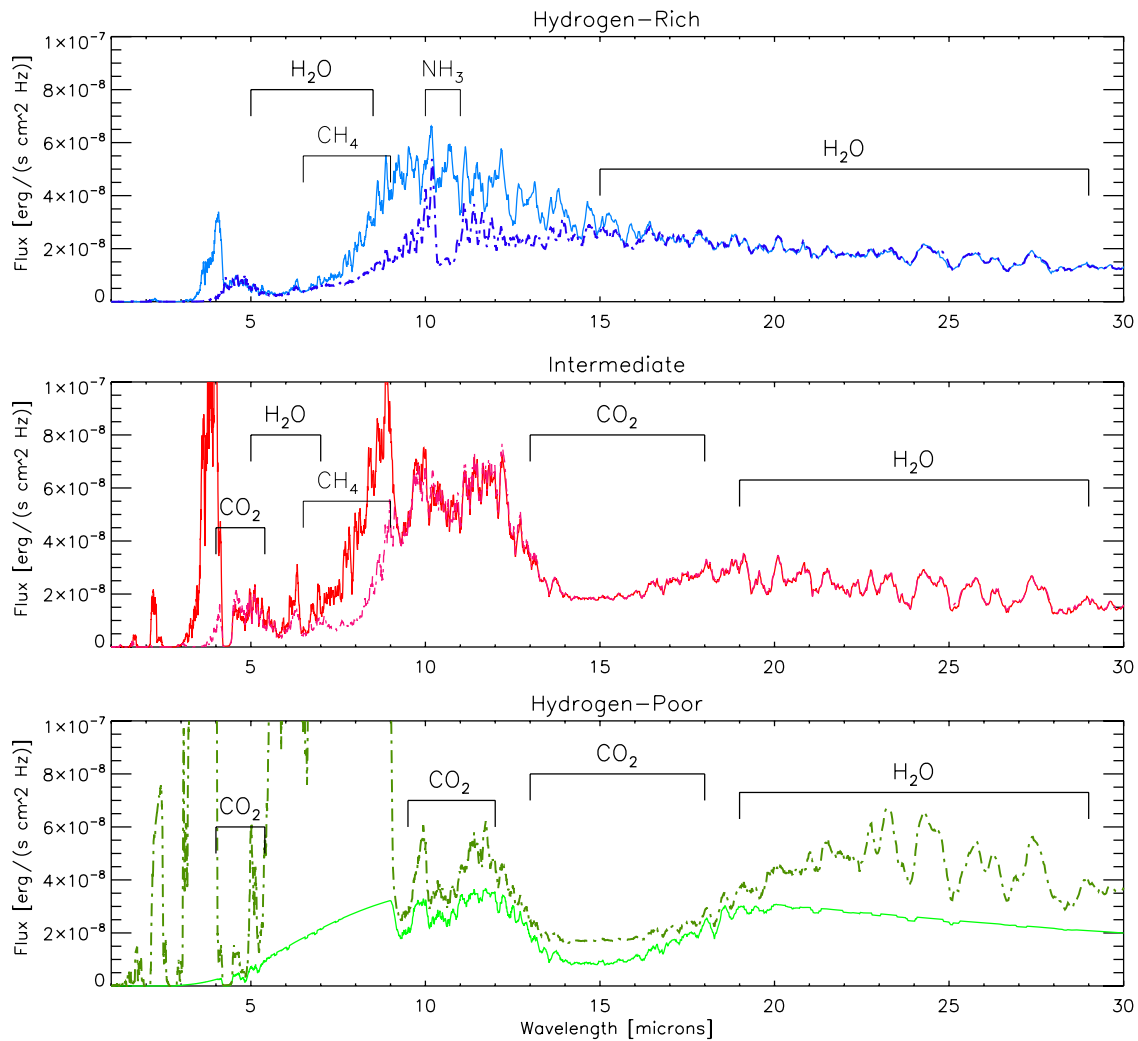 Hydrogen−Rich
Flux [erg/(s cm^2 Hz)]
1×10⁻⁷
8×10⁻⁸
6×10⁻⁸
4×10⁻⁸
2×10⁻⁸
0
H₂O
NH₃
CH₄
H₂O
5 10 15 20 25 30
Intermediate
Flux [erg/(s cm^2 Hz)]
1×10⁻⁷
8×10⁻⁸
6×10⁻⁸
4×10⁻⁸
2×10⁻⁸
0
H₂O
CO₂
CH₄
H₂O
CO₂
5 10 15 20 25 30
Hydrogen−Poor
Flux [erg/(s cm^2 Hz)]
1×10⁻⁷
8×10⁻⁸
6×10⁻⁸
4×10⁻⁸
2×10⁻⁸
0
CO₂
CO₂
CO₂
H₂O
5 10 15 20 25 30
Wavelength [microns]